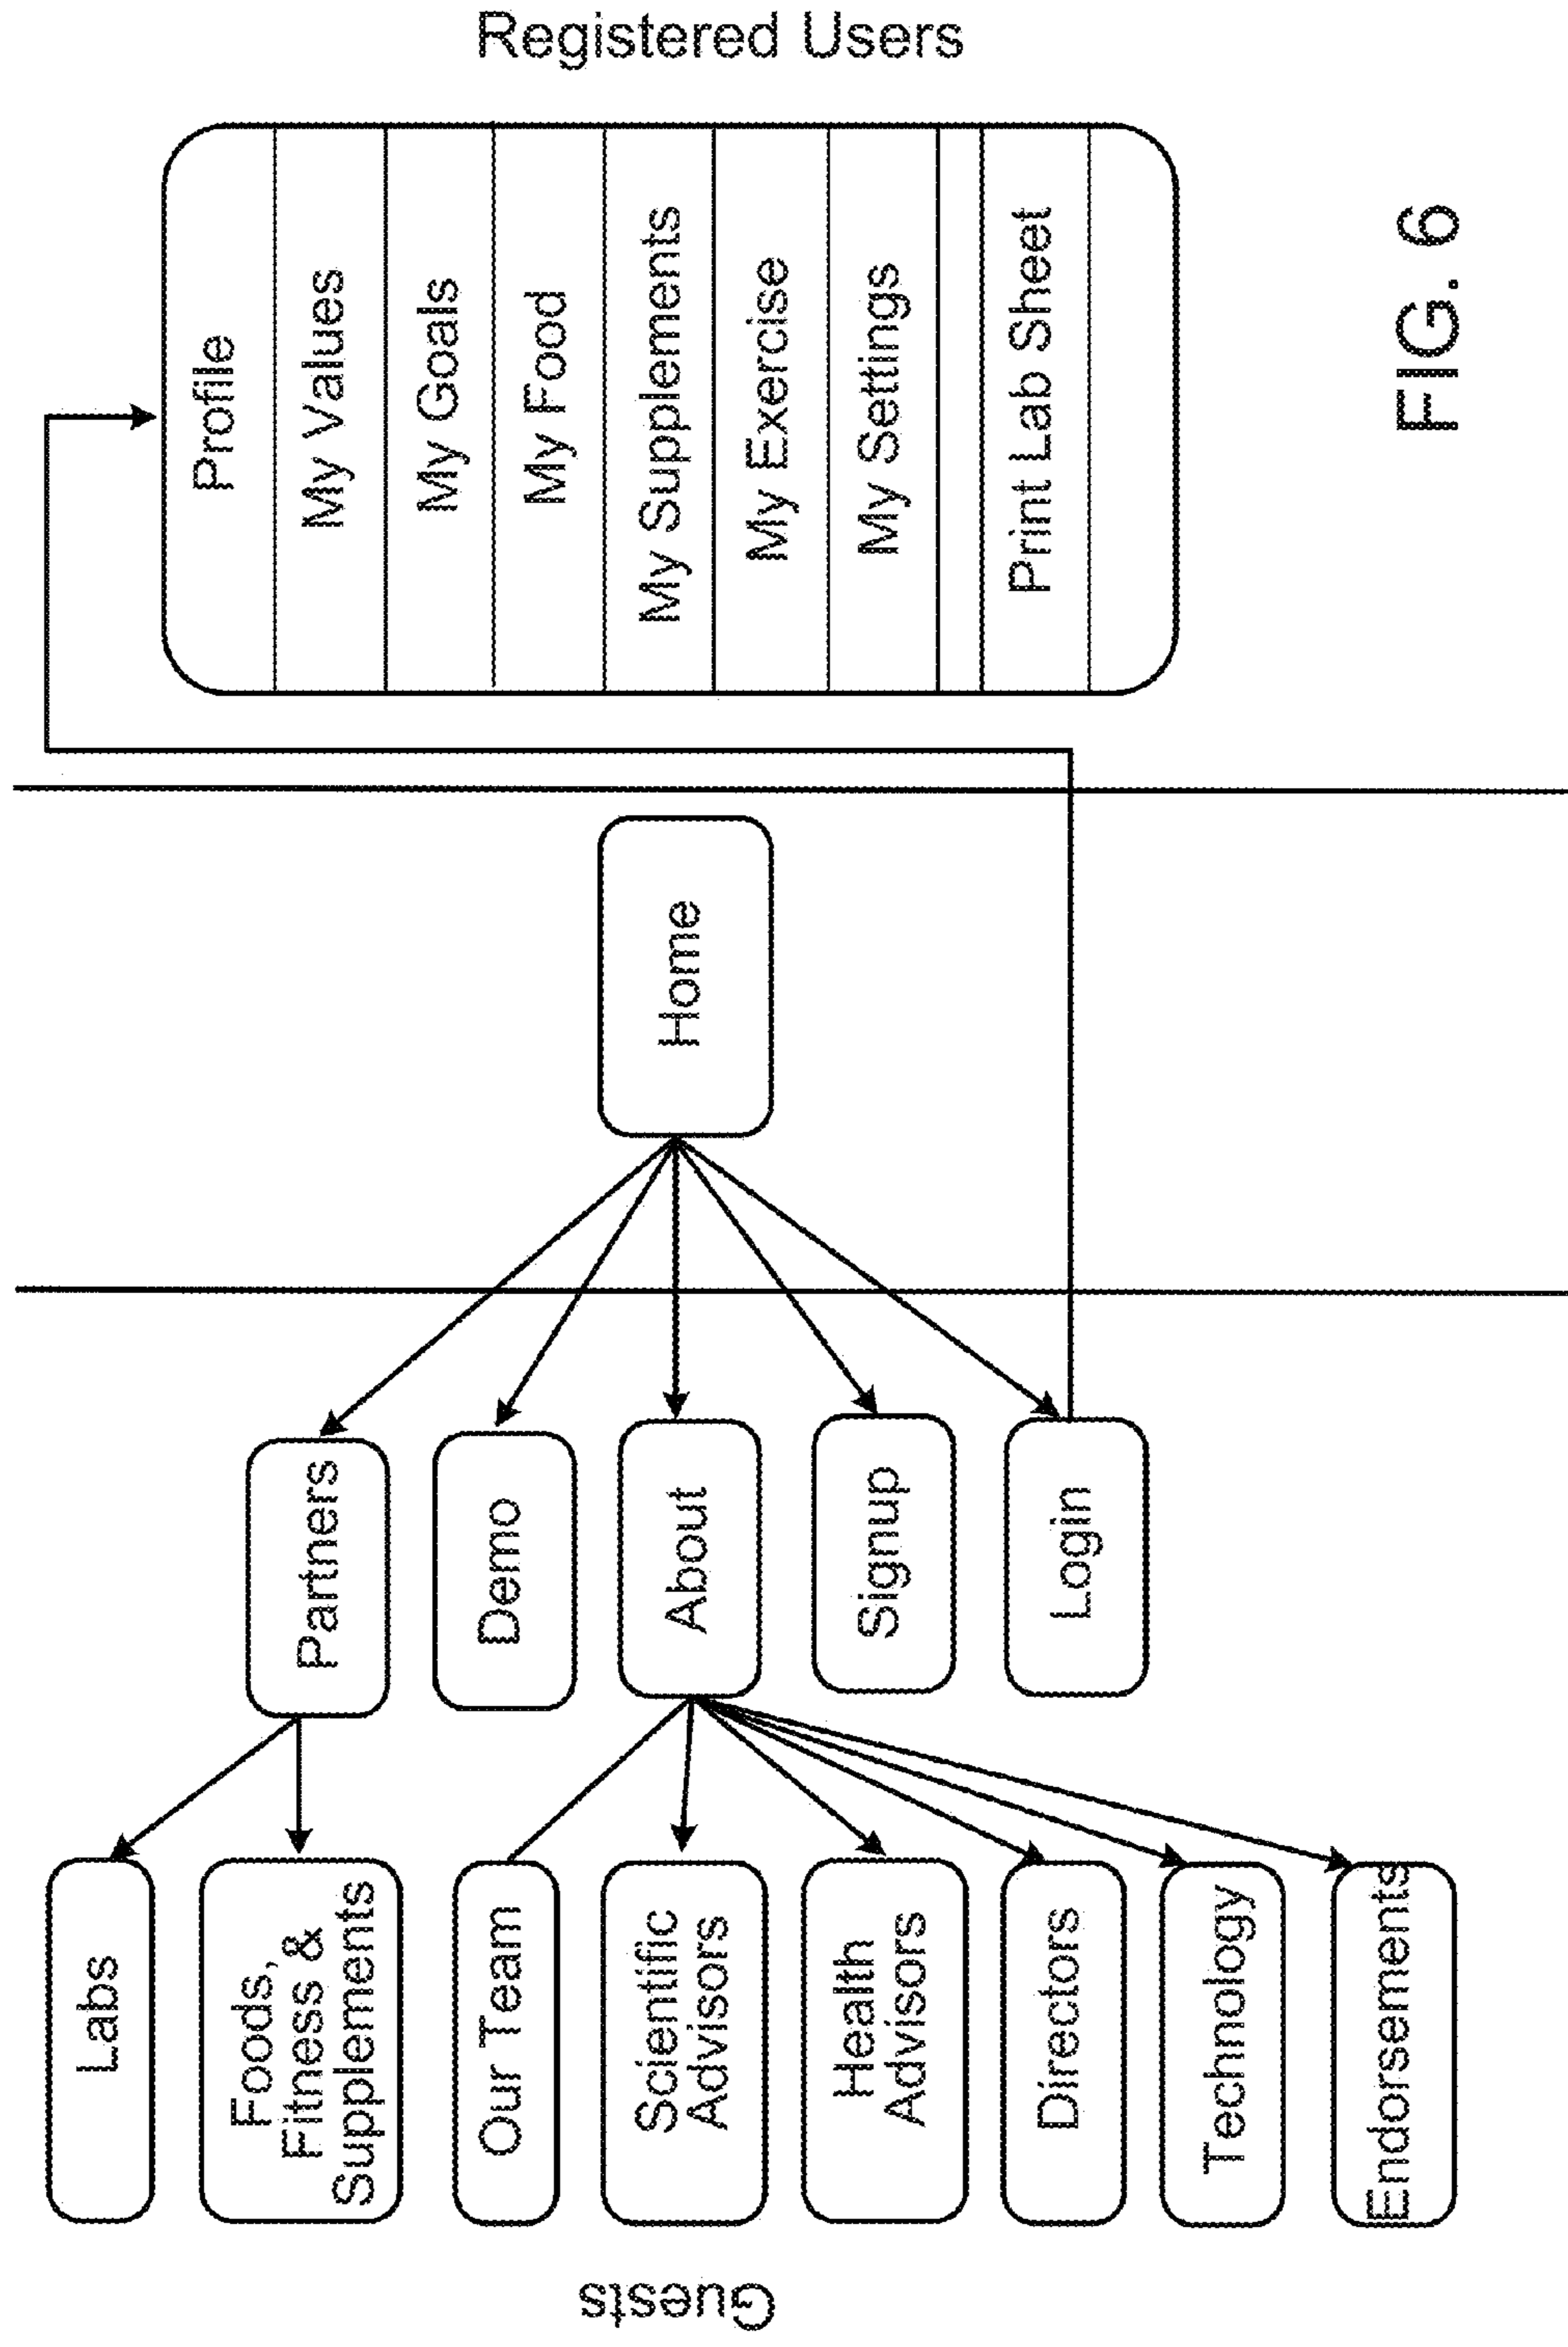 Registered Users
Profile
My Values
My Goals
My Food
My Supplements
My Exercise
My Settings
Print Lab Sheet
Home
Partners
Demo
About
Signup
Login
Labs
Foods,
Fitness &
Supplements
Our Team
Scientific
Advisors
Health
Advisors
Directors
Technology
Endorsements
Guests
FIG. 6